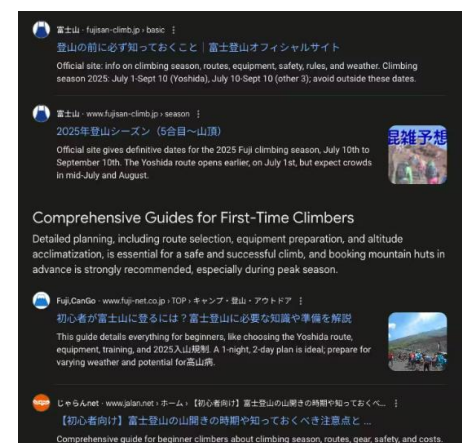 富士山 · fujisan-climb.jp › basic
登山の前に必ず知っておくこと｜富士登山オフィシャルサイト
Official site: info on climbing season, routes, equipment, safety, rules, and weather. Climbing
season 2025: July 1-Sept 10 (Yoshida), July 10-Sept 10 (other 3); avoid outside these dates.
富士山 · www.fujisan-climb.jp › season
2025年登山シーズン（5合目～山頂）
Official site gives definitive dates for the 2025 Fuji climbing season, July 10th to
September 10th. The Yoshida route opens earlier, on July 1st, but expect crowds
in mid-July and August.
混雑予想
Comprehensive Guides for First-Time Climbers
Detailed planning, including route selection, equipment preparation, and altitude
acclimatization, is essential for a safe and successful climb, and booking mountain huts in
advance is strongly recommended, especially during peak season.
Fuji,CanGo · www.fuji-net.co.jp › TOP › キャンプ・登山・アウトドア
初心者が富士山に登るには？富士登山に必要な知識や準備を解説
This guide details everything for beginners, like choosing the Yoshida route,
equipment, training, and 2025入山規制. A 1-night, 2-day plan is ideal; prepare for
varying weather and potential for高山病.
じゃらんnet · www.jalan.net › ホーム › 【初心者向け】富士登山の山開きの時期や知っておくべ...
【初心者向け】富士登山の山開きの時期や知っておくべき注意点と ...
Comprehensive guide for beginner climbers about climbing season, routes, gear, safety, and costs.